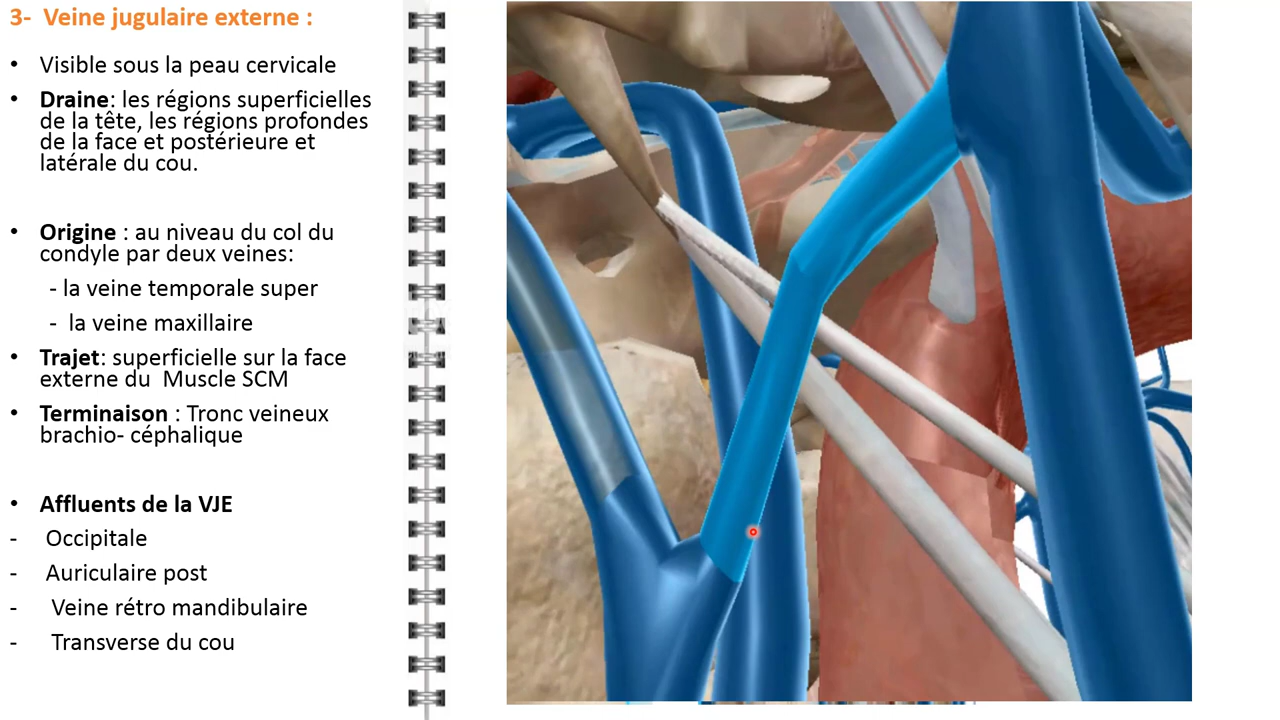 3- Veine jugulaire externe :
• Visible sous la peau cervicale
• Draine: les régions superficielles
de la tête, les régions profondes
de la face et postérieure et
latérale du cou.
• Origine : au niveau du col du
condyle par deux veines:
- la veine temporale super
- la veine maxillaire
• Trajet: superficielle sur la face
externe du Muscle SCM
• Terminaison : Tronc veineux
brachio- céphalique
• Affluents de la VJE
- Occipitale
- Auriculaire post
- Veine rétro mandibulaire
- Transverse du cou